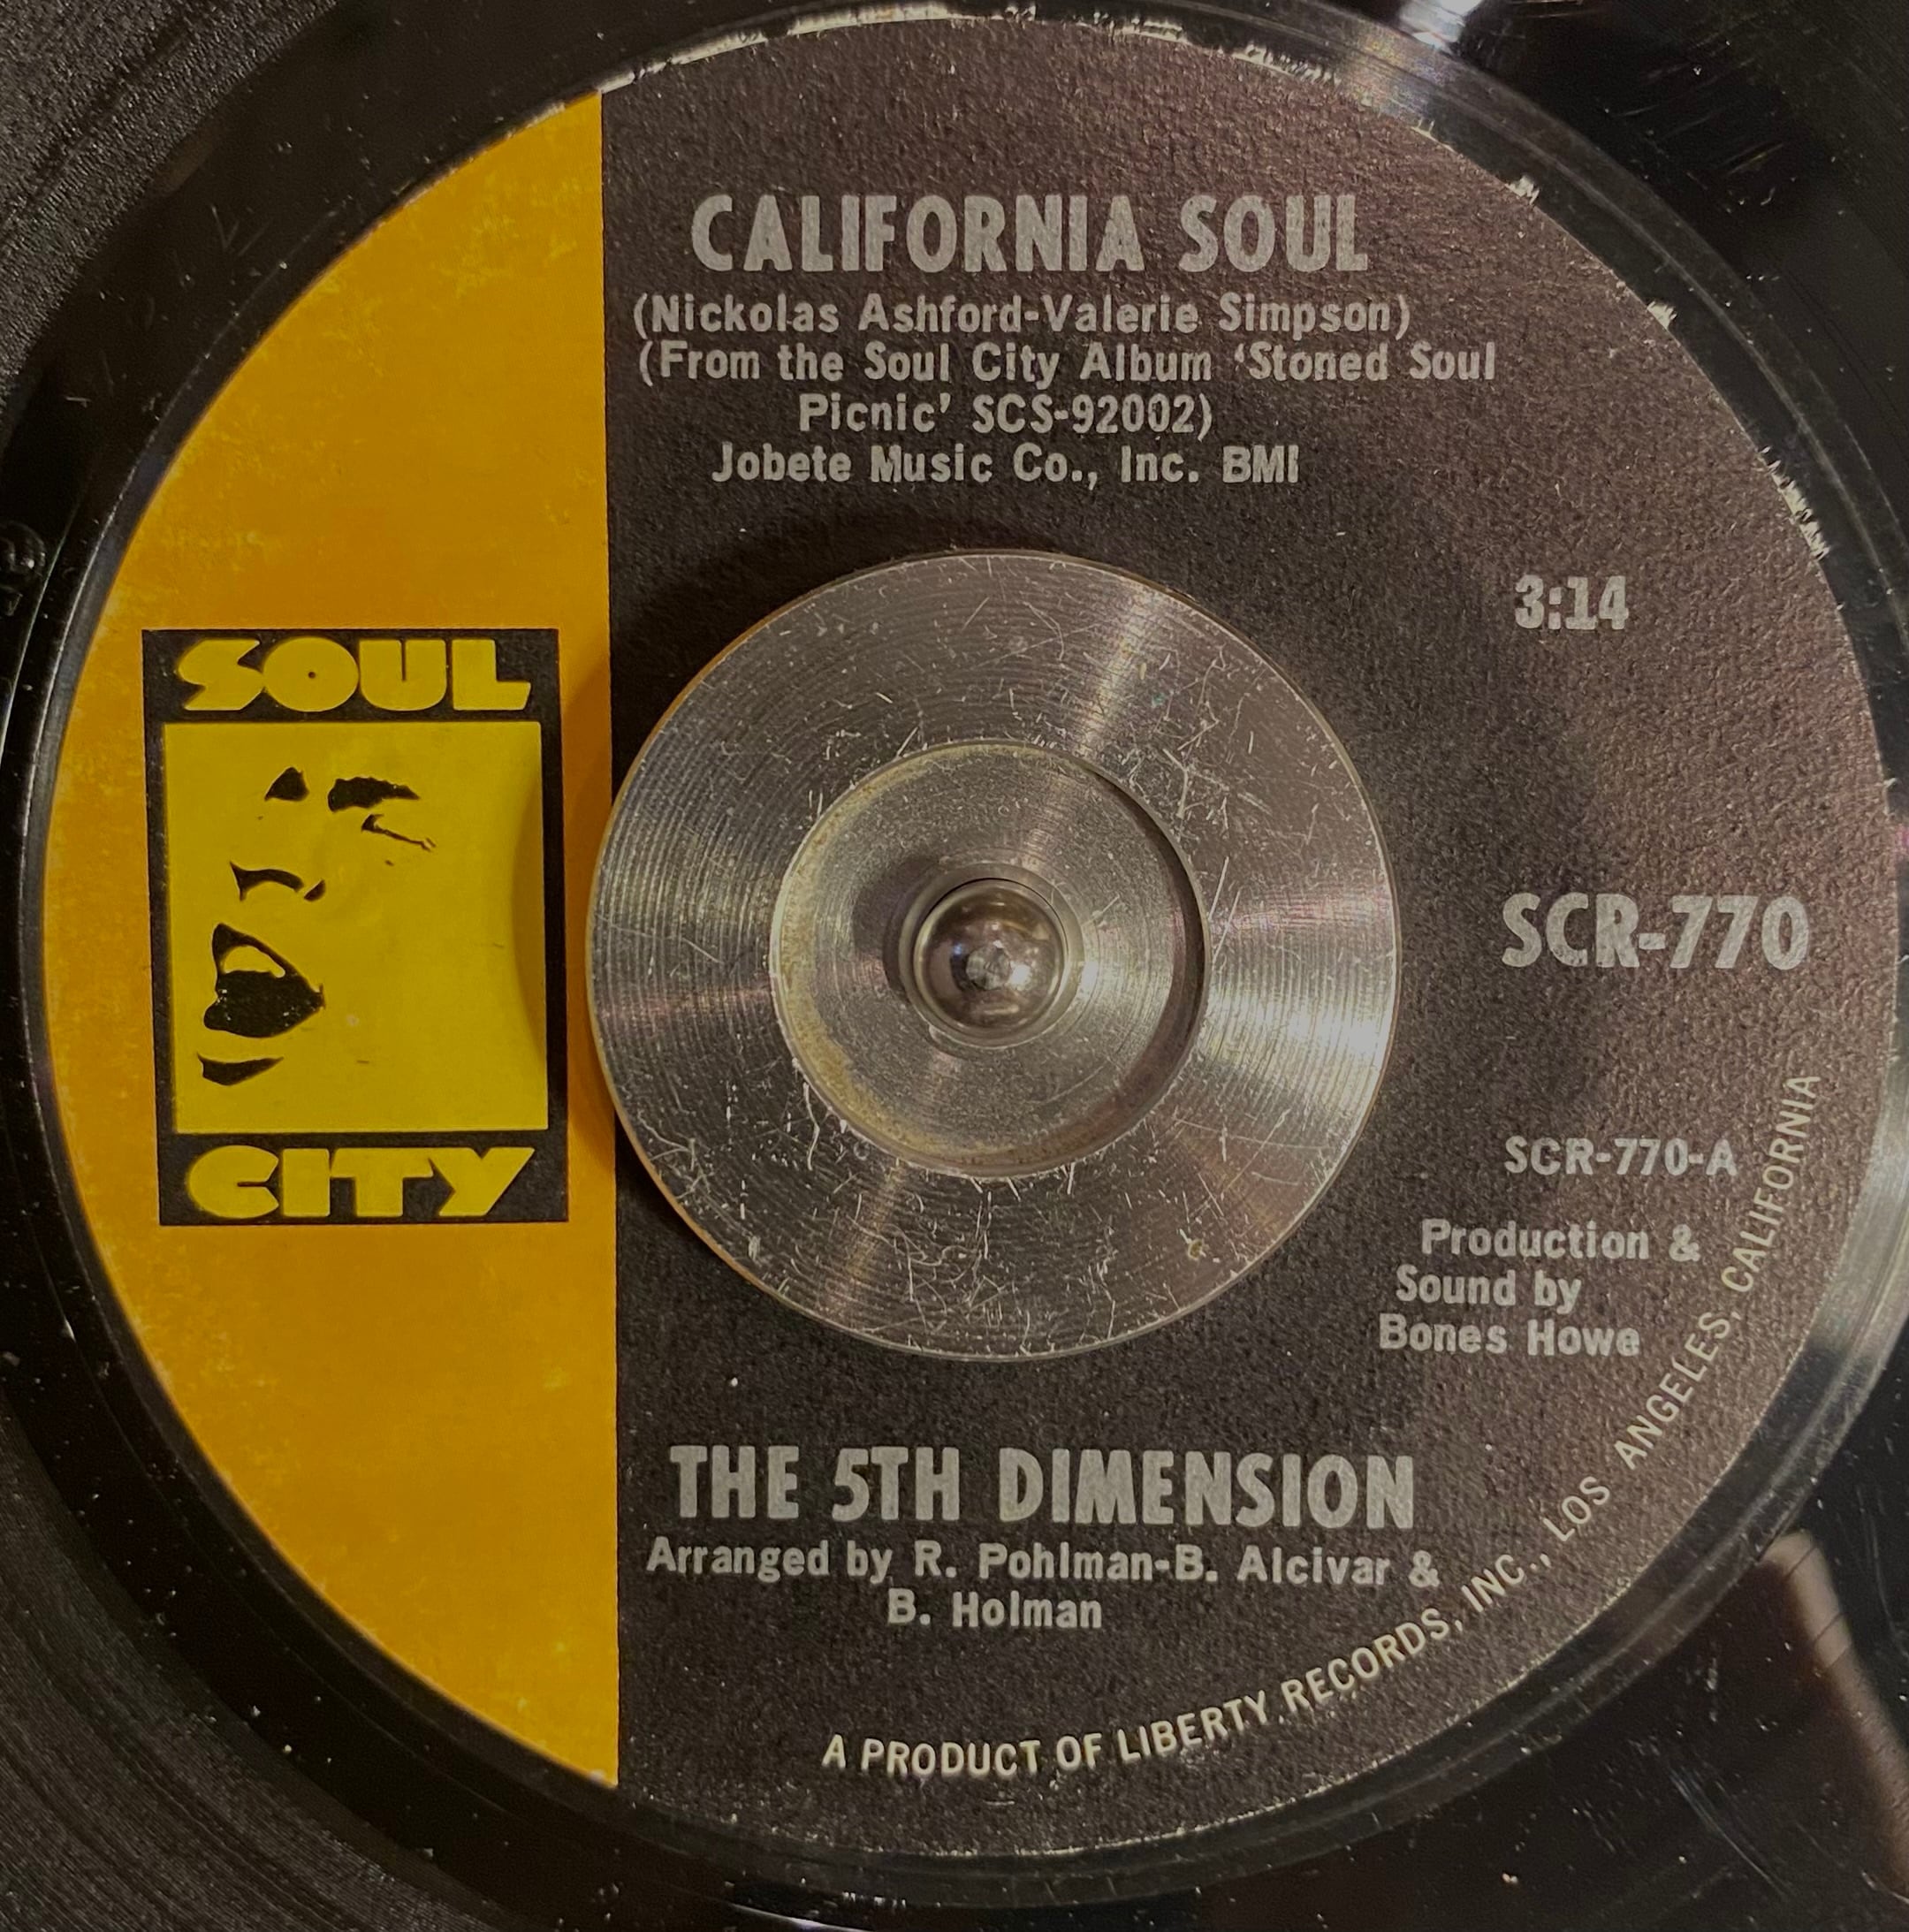 CALIFORNIA SOUL
(Nickolas Ashford-Valerie Simpson)
(From the Soul City Album ‘Stoned Soul
Picnic’ SCS-92002)
Jobete Music Co., Inc. BMI
3:14
SOUL
CITY
SCR-770
SCR-770-A
Production &
Sound by
Bones Howe
THE 5TH DIMENSION
Arranged by R. Pohlman-B. Alcivar &
B. Holman
A PRODUCT OF LIBERTY RECORDS, INC., LOS ANGELES, CALIFORNIA